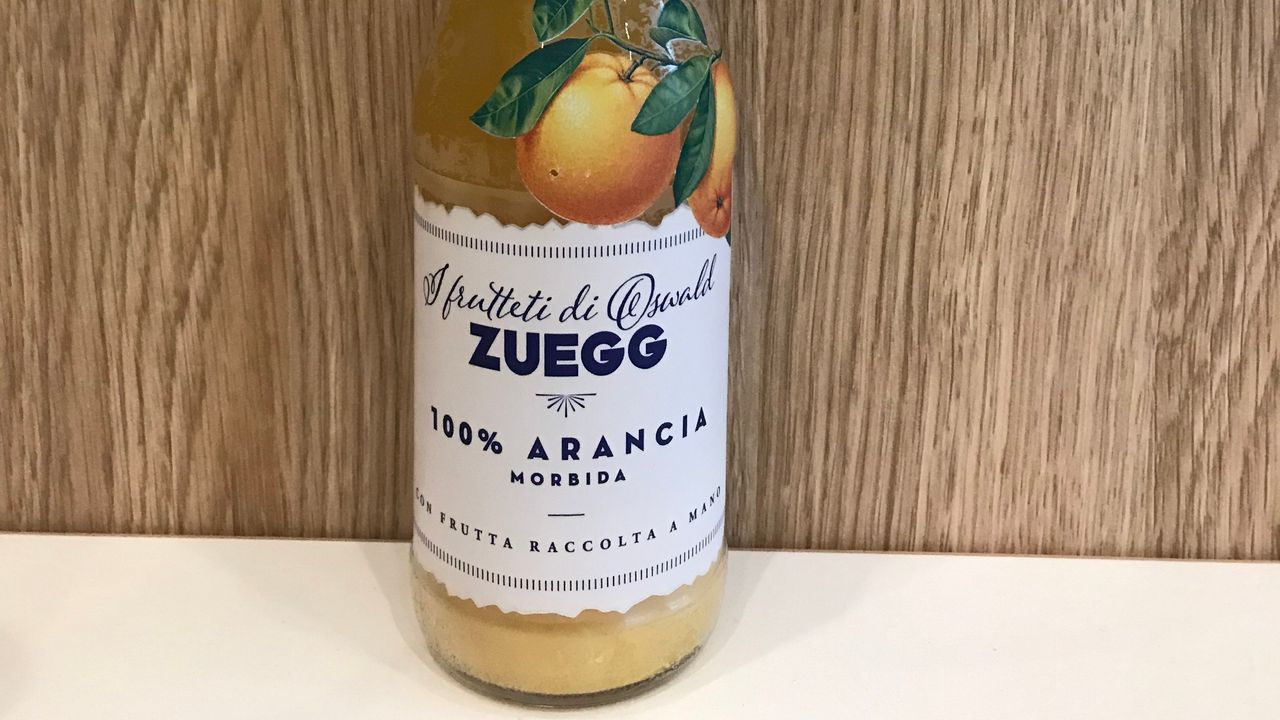 I frutteti di Oswald
ZUEGG
100% ARANCIA
MORBIDA
CON FRUTTA RACCOLTA A MANO